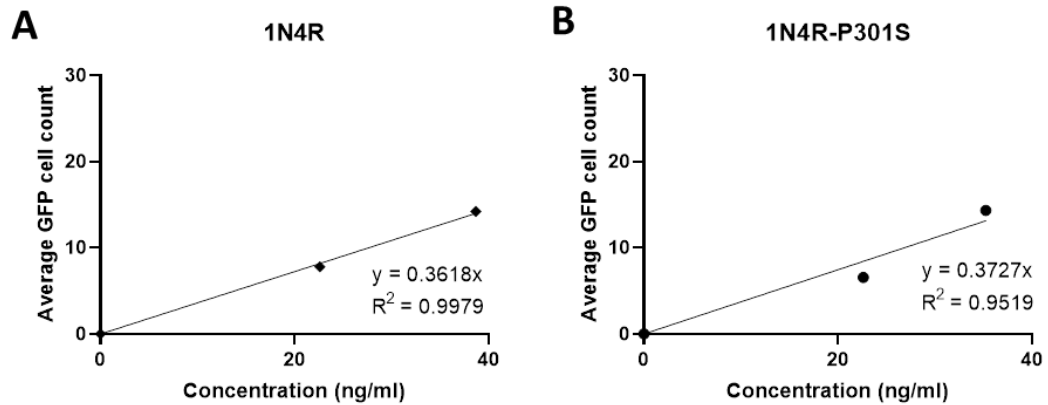 A
1N4R
Average GFP cell count
30
20
10
0
y = 0.3618x
R² = 0.9979
0
20
40
Concentration (ng/ml)
B
1N4R-P301S
Average GFP cell count
30
20
10
0
y = 0.3727x
R² = 0.9519
0
20
40
Concentration (ng/ml)